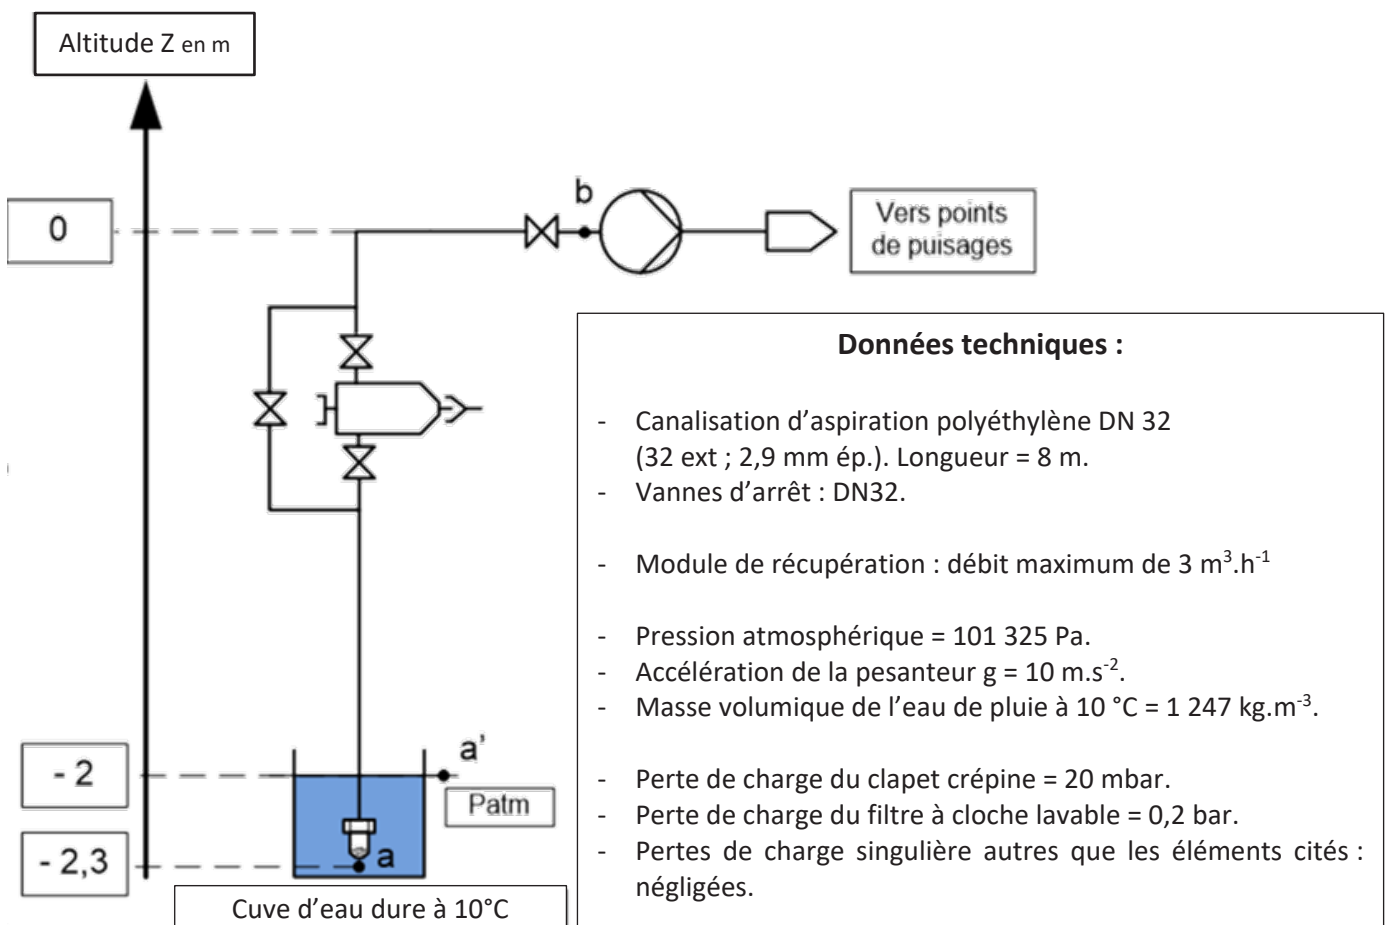 Altitude Z en m
0
b
Vers points
de puisages
Données techniques :
- Canalisation d'aspiration polyéthylène DN 32
(32 ext ; 2,9 mm ép.). Longueur = 8 m.
- Vannes d'arrêt : DN32.
- Module de récupération : débit maximum de 3 m³.h⁻¹
- Pression atmosphérique = 101 325 Pa.
- Accélération de la pesanteur g = 10 m.s⁻².
- Masse volumique de l'eau de pluie à 10 °C = 1 247 kg.m⁻³.
- Perte de charge du clapet crépine = 20 mbar.
- Perte de charge du filtre à cloche lavable = 0,2 bar.
- Pertes de charge singulière autres que les éléments cités :
négligées.
- 2
a'
Patm
- 2,3
a
Cuve d'eau dure à 10°C